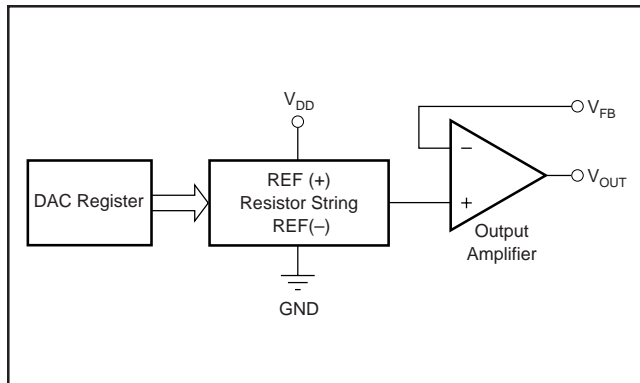 V_DD
V_FB
DAC Register
REF (+)
Resistor String
REF(–)
–
+
V_OUT
Output
Amplifier
GND